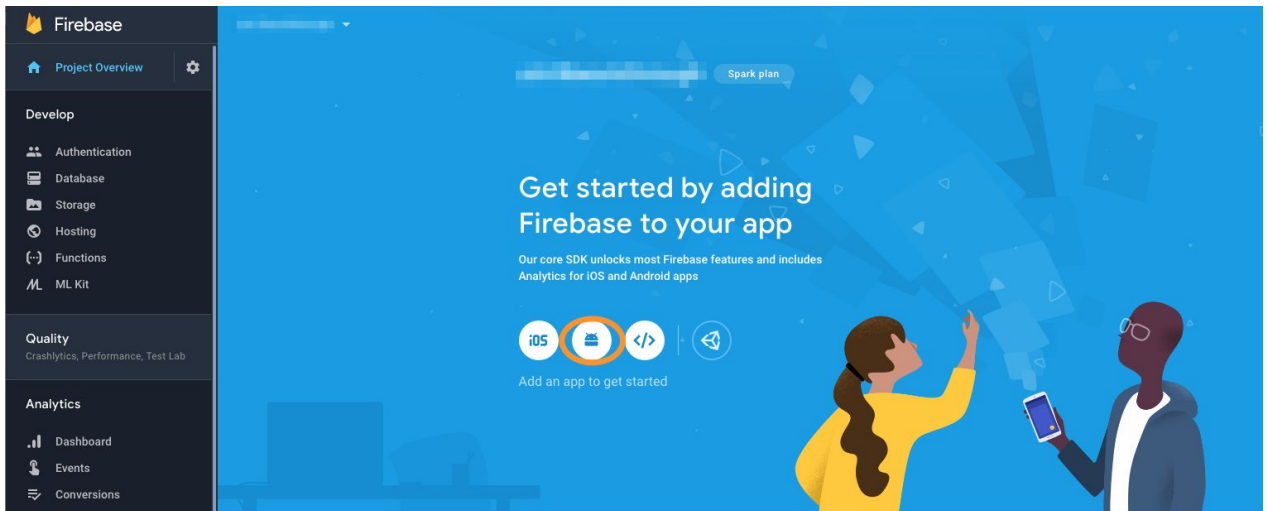 Firebase
Project Overview
Develop
Authentication
Database
Storage
Hosting
Functions
ML Kit
Quality
Crashlytics, Performance, Test Lab
Analytics
Dashboard
Events
Conversions
Spark plan
Get started by adding
Firebase to your app
Our core SDK unlocks most Firebase features and includes
Analytics for iOS and Android apps
iOS
</>
Add an app to get started